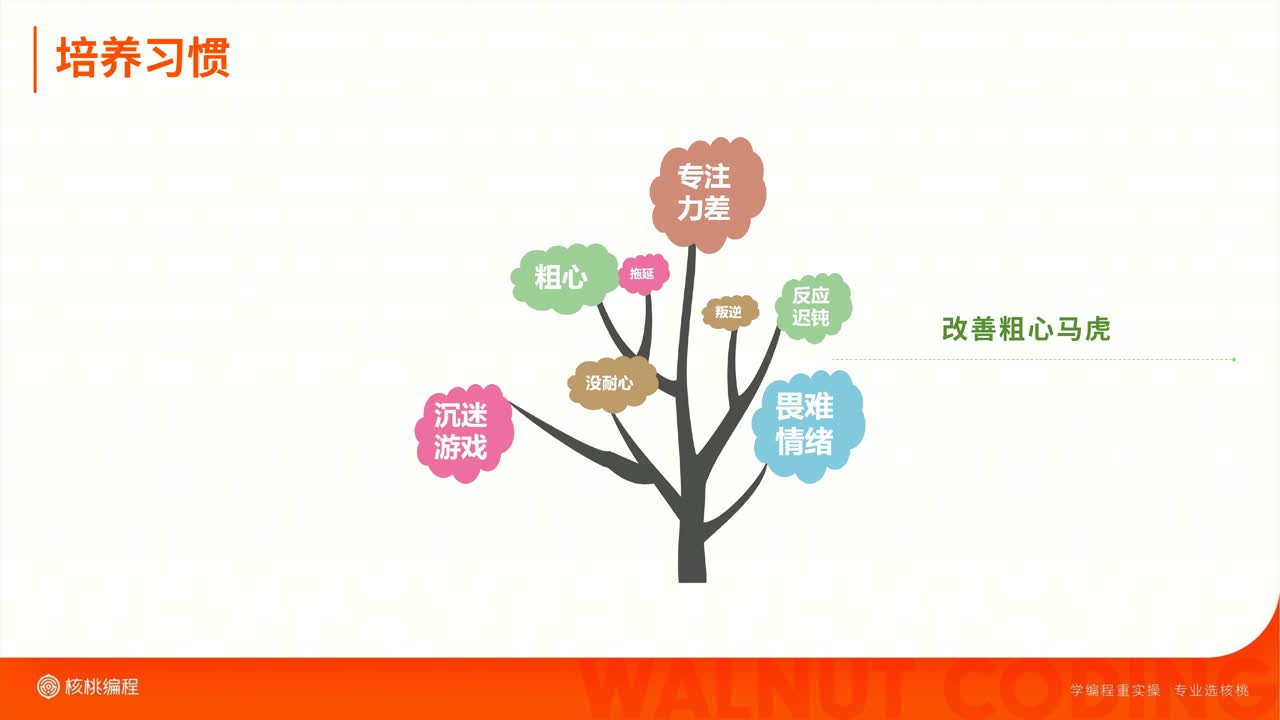 培养习惯
专注
力差
粗心
拖延
叛逆
反应
迟钝
改善粗心马虎
没耐心
沉迷
游戏
畏难
情绪
核桃编程
WALNUT CODING
学编程重实操 专业选核桃